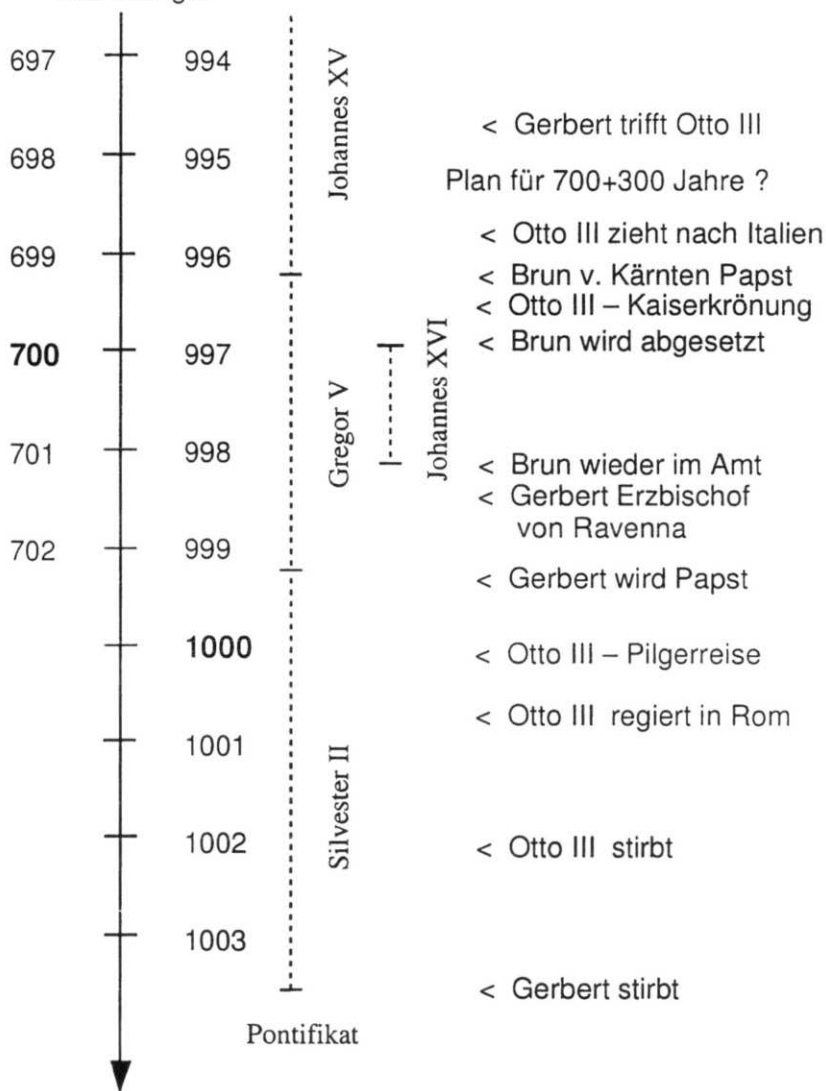 697 994
< Gerbert trifft Otto III
698 995
Johannes XV
Plan für 700+300 Jahre ?
< Otto III zieht nach Italien
699 996
< Brun v. Kärnten Papst
< Otto III – Kaiserkrönung
< Brun wird abgesetzt
700 997
Gregor V
Johannes XVI
701 998
< Brun wieder im Amt
< Gerbert Erzbischof
von Ravenna
702 999
< Gerbert wird Papst
1000
< Otto III – Pilgerreise
< Otto III regiert in Rom
1001
Silvester II
1002
< Otto III stirbt
1003
< Gerbert stirbt
Pontifikat